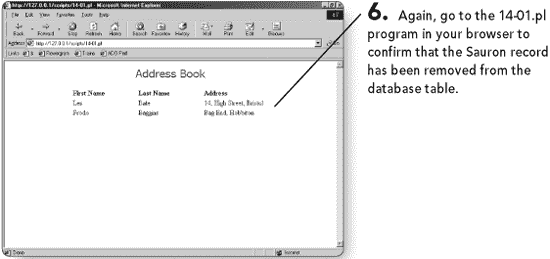 http://127.0.0.1/scripts/14-01.pl - Microsoft Internet Explorer
File Edit View Favorites Tools Help
Back Forward Stop Refresh Home Search Favorites History Mail Print Edit Discuss
Address http://127.0.0.1/scripts/14-01.pl
Links
Address Book
First Name Last Name Address
Les Bate 14, High Street, Bristol
Frodo Baggins Bag End, Hobbiton
Done Internet
6. Again, go to the 14-01.pl
program in your browser to
confirm that the Sauron record
has been removed from the
database table.